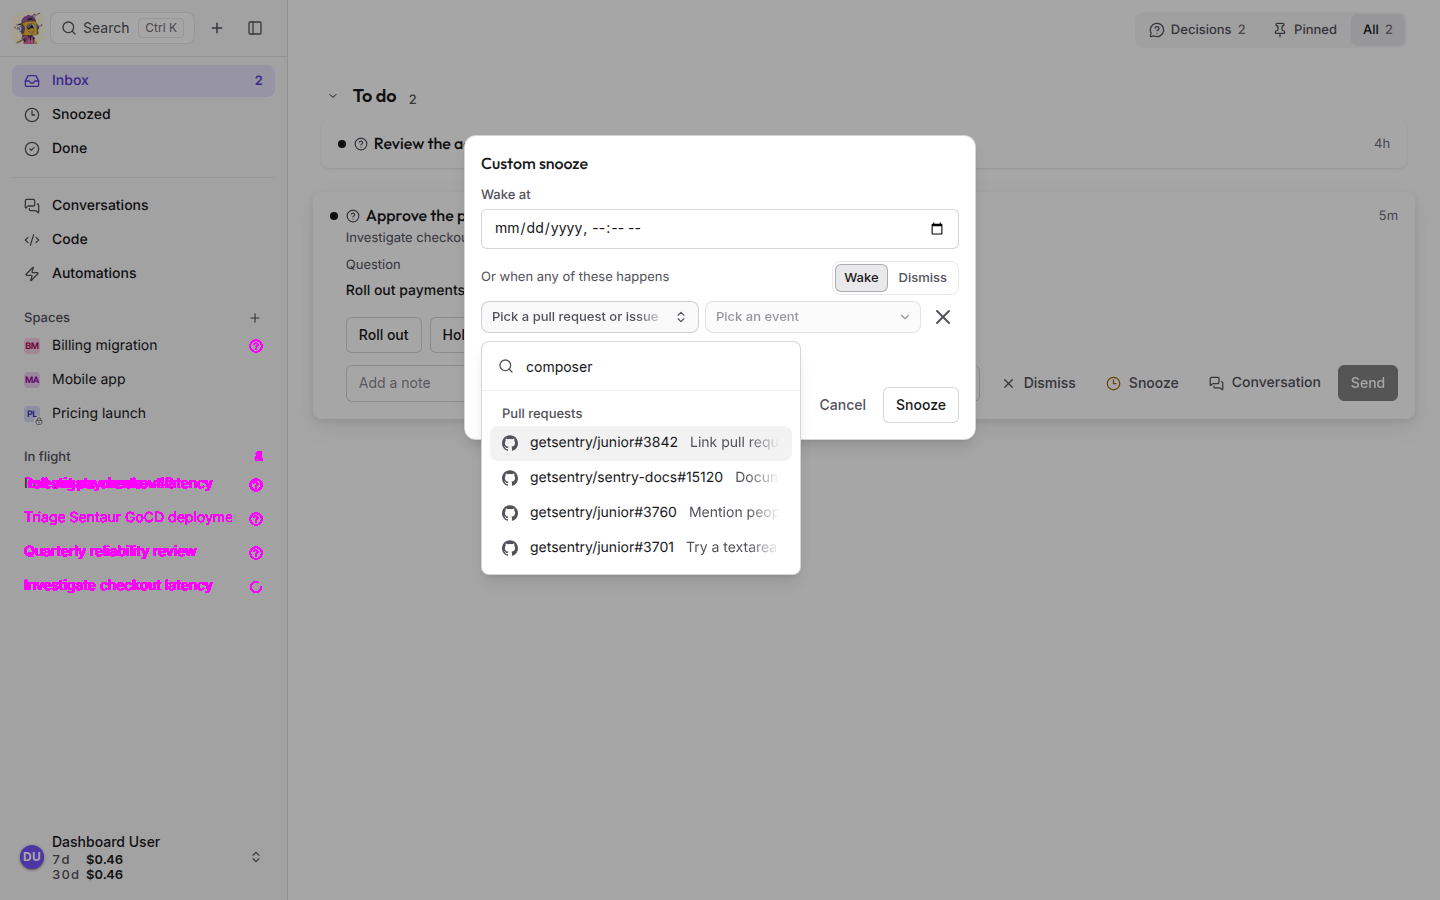 Search Ctrl K
Decisions 2 Pinned All 2
Inbox 2
Snoozed
Done
Conversations
Code
Automations
Spaces
BM Billing migration
MA Mobile app
PL Pricing launch
In flight
Triage Sentaur GoCD deployme
Quarterly reliability review
Investigate checkout latency
DU Dashboard User
7d $0.46
30d $0.46
To do 2
Review the a
4h
Approve the p
5m
Investigate checkou
Question
Roll out payments
Roll out Hol
Add a note
Dismiss Snooze Conversation Send
Custom snooze
Wake at
mm/dd/yyyy, --:-- --
Or when any of these happens Wake Dismiss
Pick a pull request or issue Pick an event
composer
Pull requests
getsentry/junior#3842 Link pull requ
getsentry/sentry-docs#15120 Docum
getsentry/junior#3760 Mention peop
getsentry/junior#3701 Try a textarea
Cancel Snooze